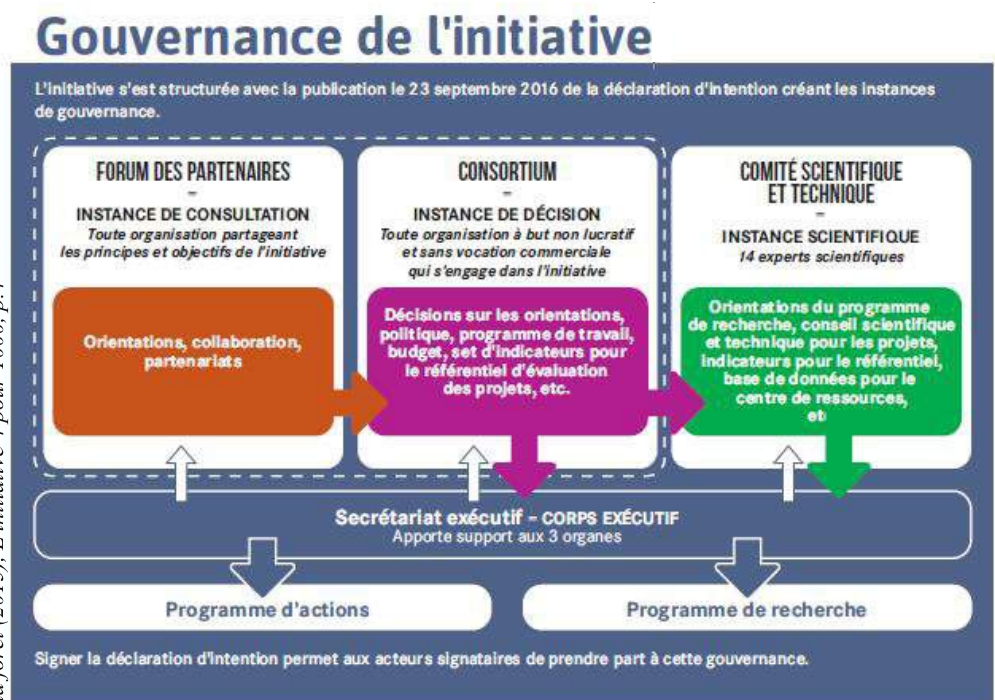 Gouvernance de l'initiative
L'initiative s'est structurée avec la publication le 23 septembre 2016 de la déclaration d'intention créant les instances
de gouvernance.
FORUM DES PARTENAIRES
–
INSTANCE DE CONSULTATION
Toute organisation partageant
les principes et objectifs de l'initiative
Orientations, collaboration,
partenariats
CONSORTIUM
–
INSTANCE DE DÉCISION
Toute organisation à but non lucratif
et sans vocation commerciale
qui s'engage dans l'initiative
Décisions sur les orientations,
politique, programme de travail,
budget, set d'indicateurs pour
le référentiel d'évaluation
des projets, etc.
COMITÉ SCIENTIFIQUE
ET TECHNIQUE
–
INSTANCE SCIENTIFIQUE
14 experts scientifiques
Orientations du programme
de recherche, conseil scientifique
et technique pour les projets,
indicateurs pour le référentiel,
base de données pour le
centre de ressources,
et
Secrétariat exécutif – CORPS EXÉCUTIF
Apporte support aux 3 organes
Programme d'actions
Programme de recherche
Signer la déclaration d'intention permet aux acteurs signataires de prendre part à cette gouvernance.